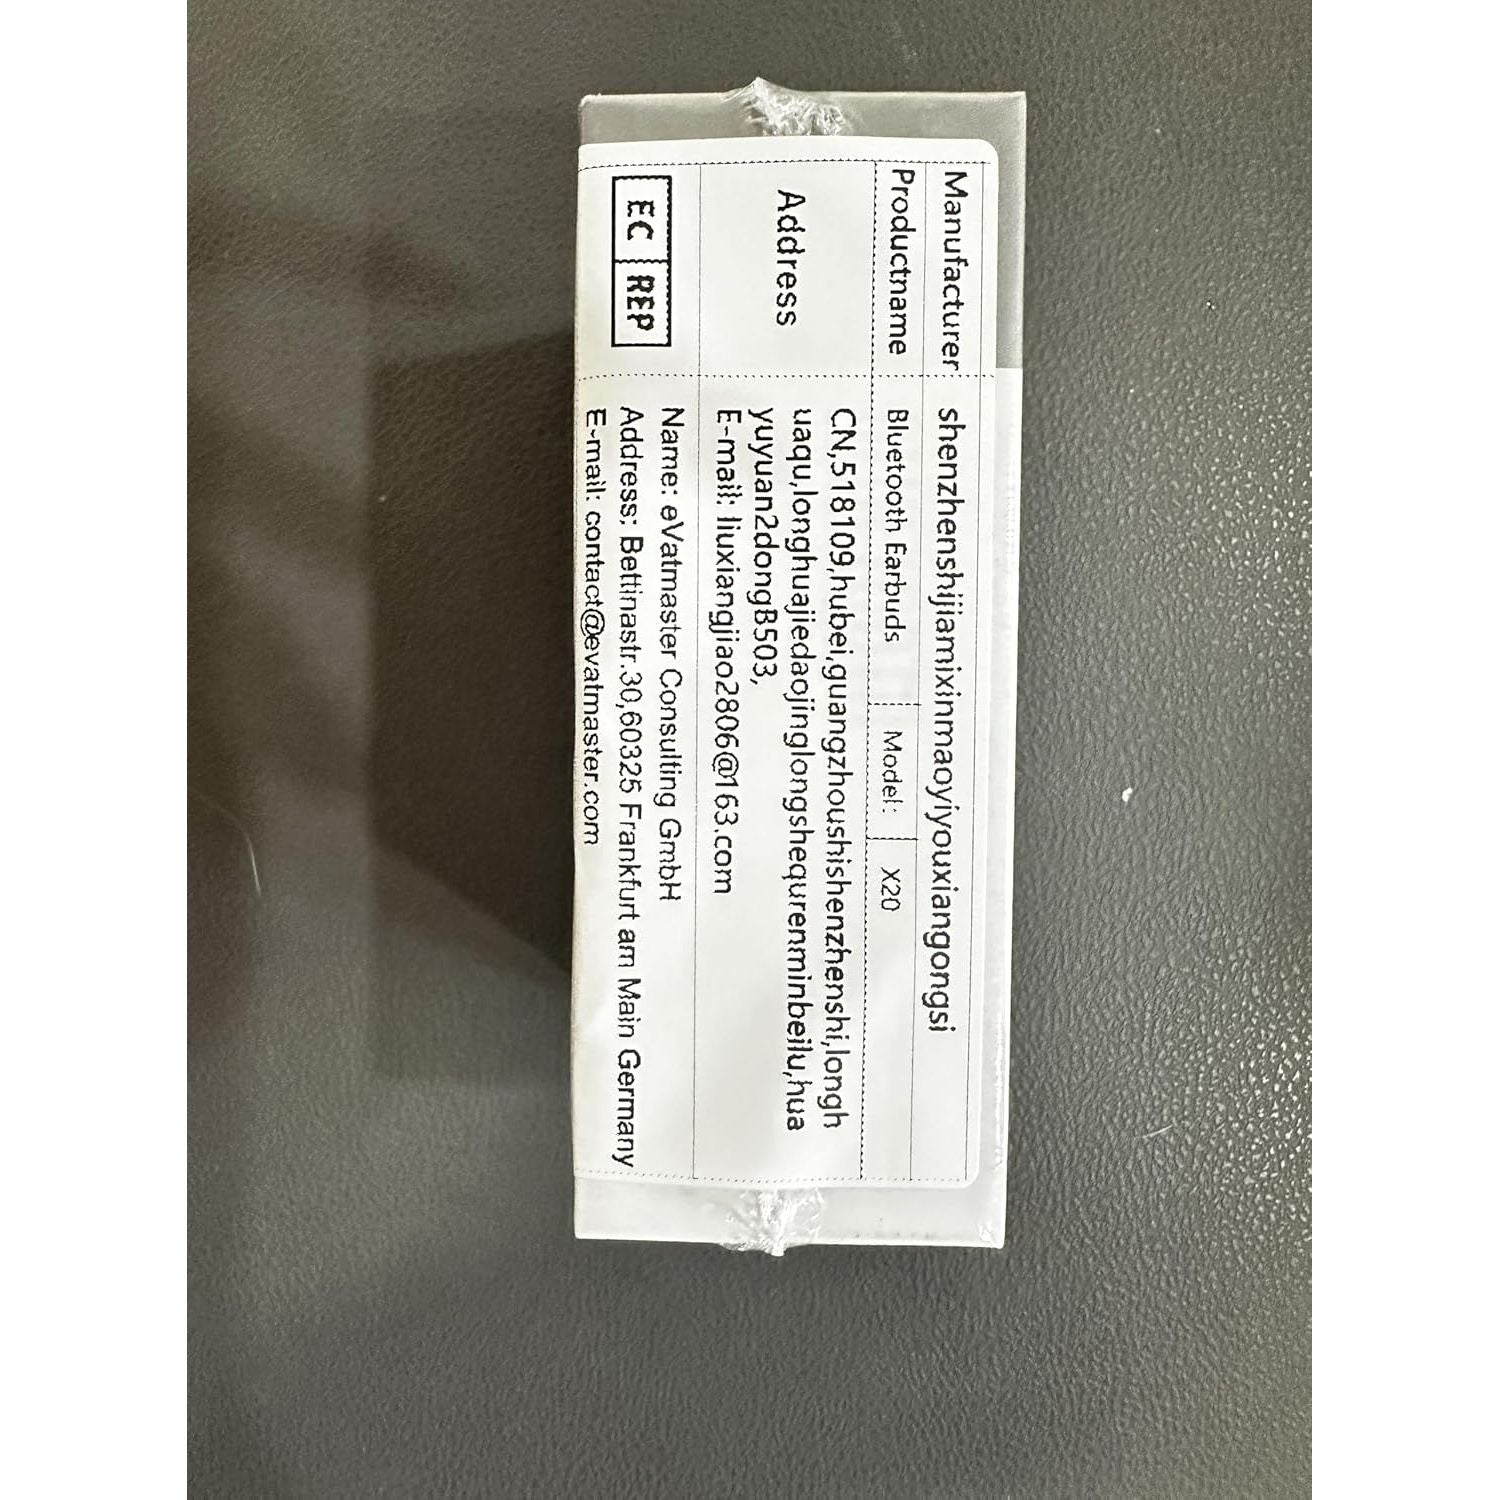 Manufacturer shenzhenshijiamixinmaoyiyouxiangongsi
Productname Bluetooth Earbuds Model: X20
Address
CN,518109,hubei,guangzhoushishenzhenshi,longh
uaqu,longhuajiedaojinglongshequrenminbeilu,hua
yuyuan2dongB503,
E-mail: liuxiangjiao2806@163.com
EC REP
Name: eVatmaster Consulting GmbH
Address: Bettinastr.30,60325 Frankfurt am Main Germany
E-mail: contact@evatmaster.com